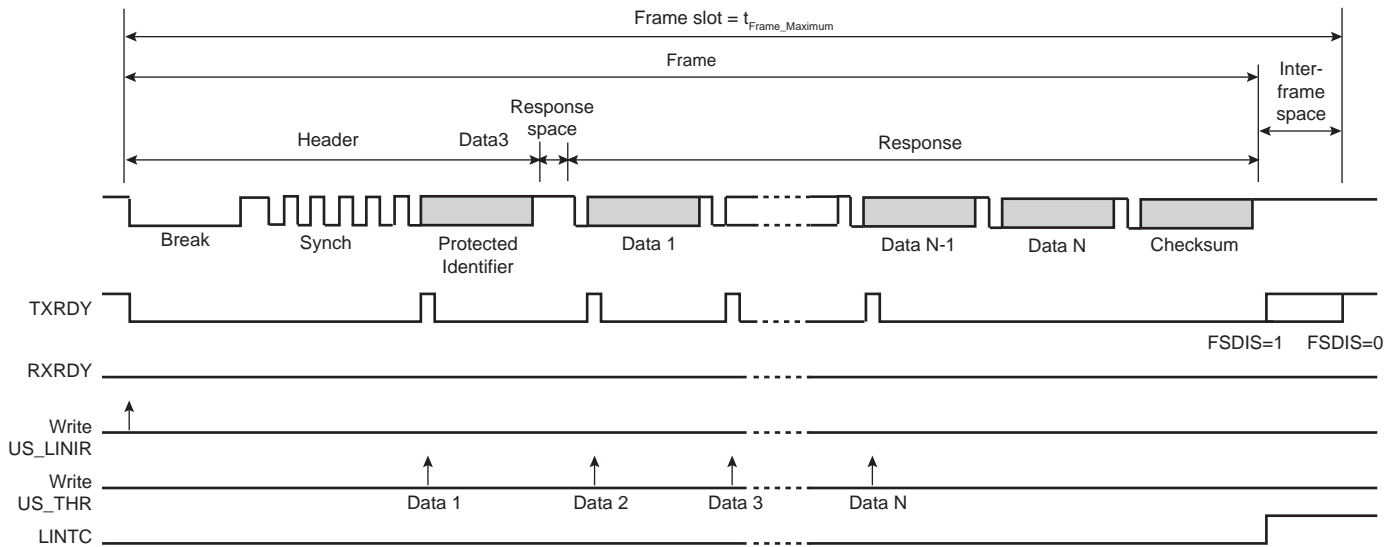 Frame slot = tFrame_Maximum
Frame
Inter-
frame
space
Response
space
Header
Data3
Response
Break
Synch
Protected
Identifier
Data 1
Data N-1
Data N
Checksum
TXRDY
FSDIS=1
FSDIS=0
RXRDY
Write
US_LINIR
Write
US_THR
Data 1
Data 2
Data 3
Data N
LINTC